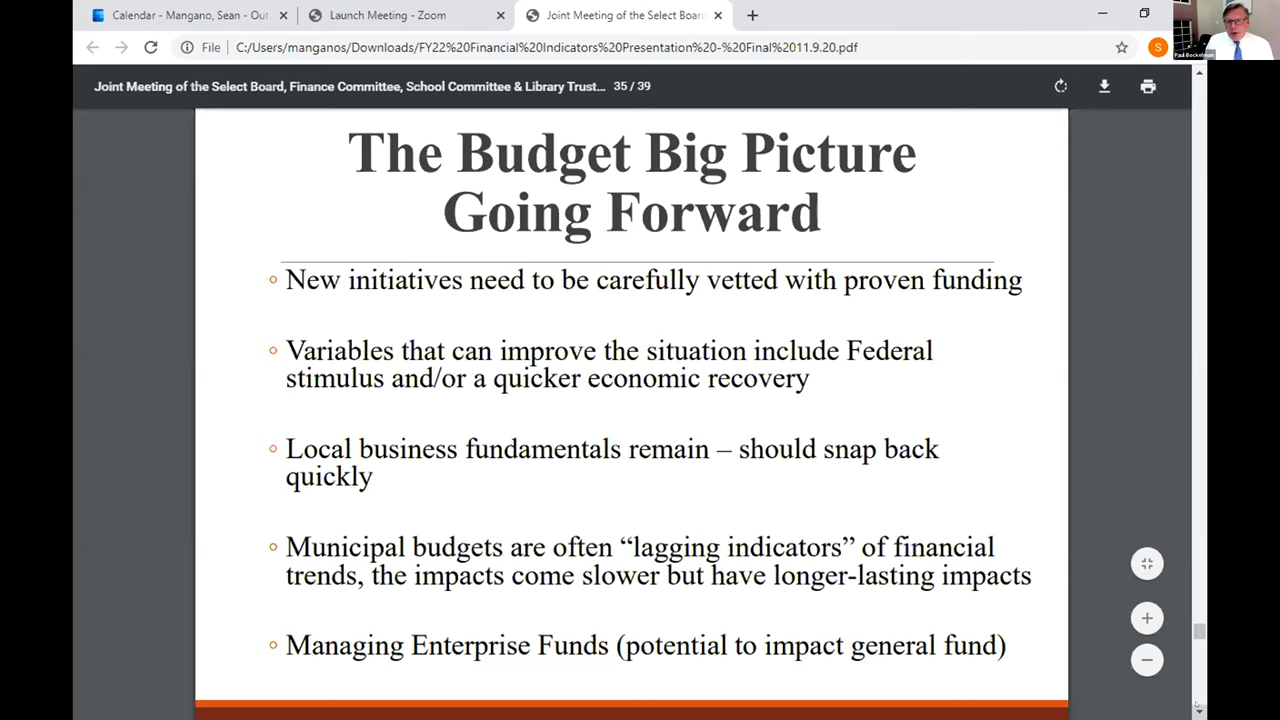 Calendar - Mangano, Sean - Out
Launch Meeting - Zoom
Joint Meeting of the Select Board
File
C:/Users/manganos/Downloads/FY22%20Financial%20Indicators%20Presentation%20-%20Final%2011.9.20.pdf
S
Paul Bockelman
Joint Meeting of the Select Board, Finance Committee, School Committee & Library Trust... 35 / 39
The Budget Big Picture
Going Forward
New initiatives need to be carefully vetted with proven funding
Variables that can improve the situation include Federal
stimulus and/or a quicker economic recovery
Local business fundamentals remain – should snap back
quickly
Municipal budgets are often “lagging indicators” of financial
trends, the impacts come slower but have longer-lasting impacts
Managing Enterprise Funds (potential to impact general fund)